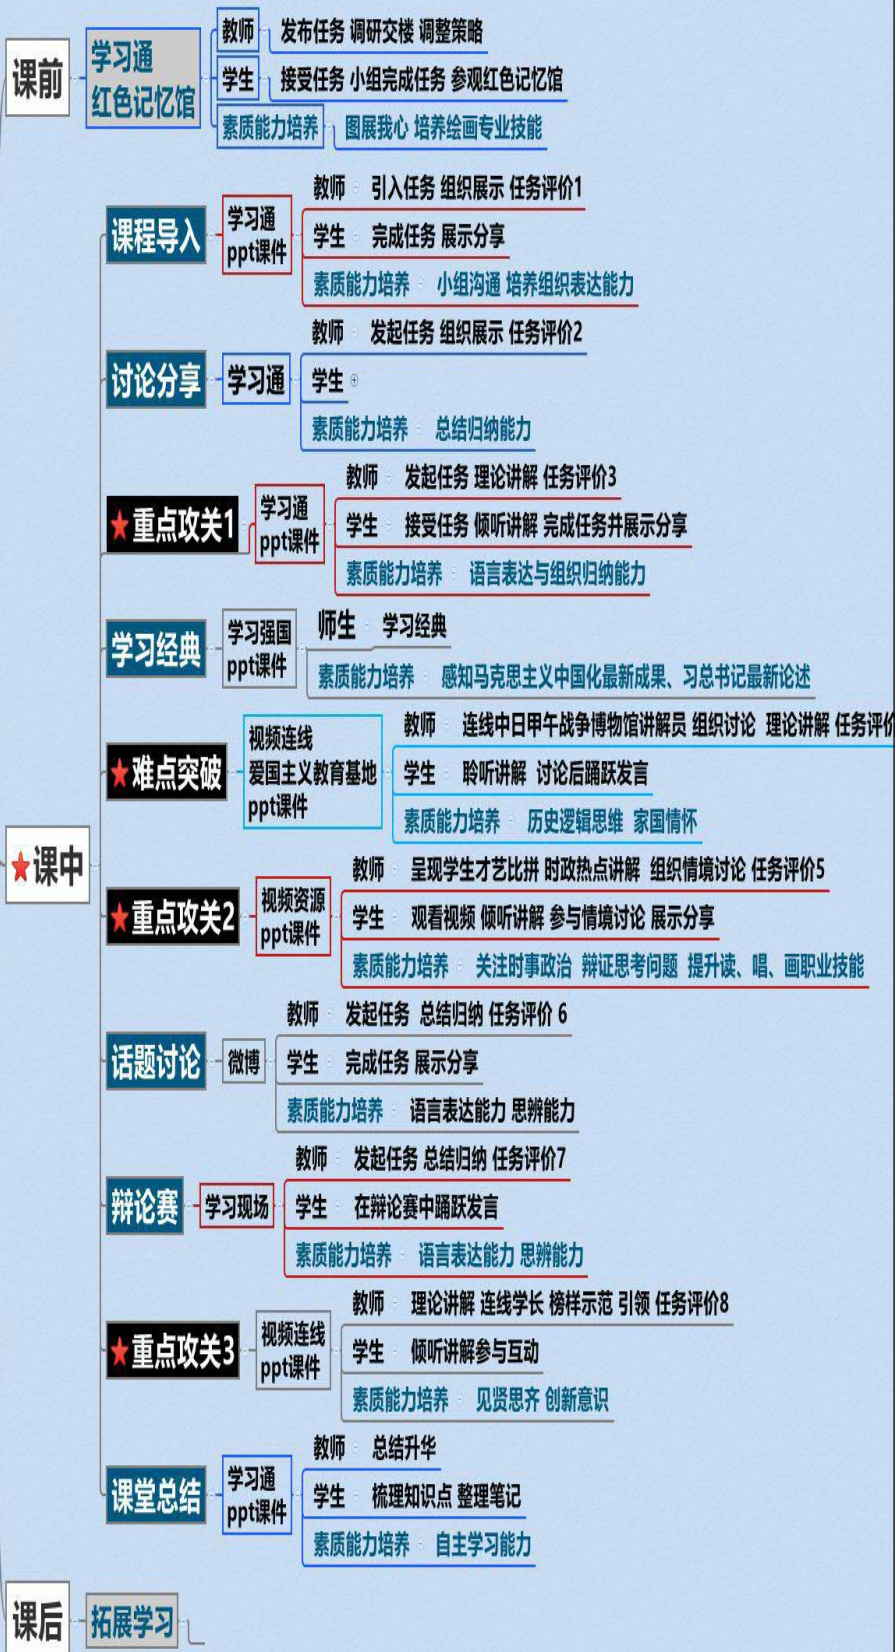 课前
学习通
红色记忆馆
教师 发布任务 调研交楼 调整策略
学生 接受任务 小组完成任务 参观红色记忆馆
素质能力培养 图展我心 培养绘画专业技能
★课中
课程导入
学习通
ppt课件
教师 引入任务 组织展示 任务评价1
学生 完成任务 展示分享
素质能力培养 小组沟通 培养组织表达能力
讨论分享
学习通
教师 发起任务 组织展示 任务评价2
学生
素质能力培养 总结归纳能力
★重点攻关1
学习通
ppt课件
教师 发起任务 理论讲解 任务评价3
学生 接受任务 倾听讲解 完成任务并展示分享
素质能力培养 语言表达与组织归纳能力
学习经典
学习强国
ppt课件
师生 学习经典
素质能力培养 感知马克思主义中国化最新成果、习总书记最新论述
★难点突破
视频连线
爱国主义教育基地
ppt课件
教师 连线中日甲午战争博物馆讲解员 组织讨论 理论讲解 任务评价
学生 聆听讲解 讨论后踊跃发言
素质能力培养 历史逻辑思维 家国情怀
★重点攻关2
视频资源
ppt课件
教师 呈现学生才艺比拼 时政热点讲解 组织情境讨论 任务评价5
学生 观看视频 倾听讲解 参与情境讨论 展示分享
素质能力培养 关注时事政治 辩证思考问题 提升读、唱、画职业技能
话题讨论
微博
教师 发起任务 总结归纳 任务评价 6
学生 完成任务 展示分享
素质能力培养 语言表达能力 思辨能力
辩论赛
学习现场
教师 发起任务 总结归纳 任务评价7
学生 在辩论赛中踊跃发言
素质能力培养 语言表达能力 思辨能力
★重点攻关3
视频连线
ppt课件
教师 理论讲解 连线学长 榜样示范 引领 任务评价8
学生 倾听讲解参与互动
素质能力培养 见贤思齐 创新意识
课堂总结
学习通
ppt课件
教师 总结升华
学生 梳理知识点 整理笔记
素质能力培养 自主学习能力
课后
拓展学习